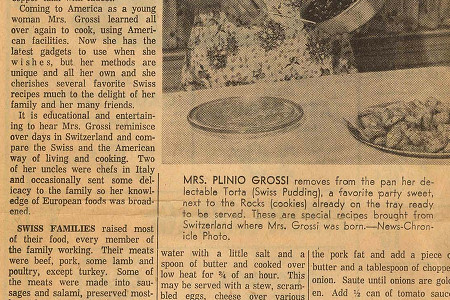 Coming to America as a young
woman Mrs. Grossi learned all
over again to cook, using Ameri-
can facilities. Now she has the
latest gadgets to use when she
wishes, but her methods are
unique and all her own and she
cherishes several favorite Swiss
recipes much to the delight of her
family and her many friends.
It is educational and entertain-
ing to hear Mrs. Grossi reminisce
over days in Switzerland and com-
pare the Swiss and the American
way of living and cooking. Two
of her uncles were chefs in Italy
and occasionally sent some del-
icacy to the family so her knowl-
edge of European foods was broad-
ened.
SWISS FAMILIES raised most
of their food, every member of
the family working. Their meats
were beef, pork, some lamb and
poultry, except turkey. Some of
the meats were made into sau-
sages and salami, preserved most-
MRS. PLINIO GROSSI removes from the pan her de-
lectable Torta (Swiss Pudding), a favorite party sweet,
next to the Rocks (cookies) already on the tray ready
to be served. These are special recipes brought from
Switzerland where Mrs. Grossi was born.—News-Chron-
icle Photo.
water with a little salt and a
spoon of butter and cooked over
low heat for ¾ of an hour. This
may be served with a stew, scram-
bled eggs, cheese over various
the pork fat and add a piece o
butter and a tablespoon of choppe
onion. Saute until onions are gold
en. Add ½ can of tomato sauc